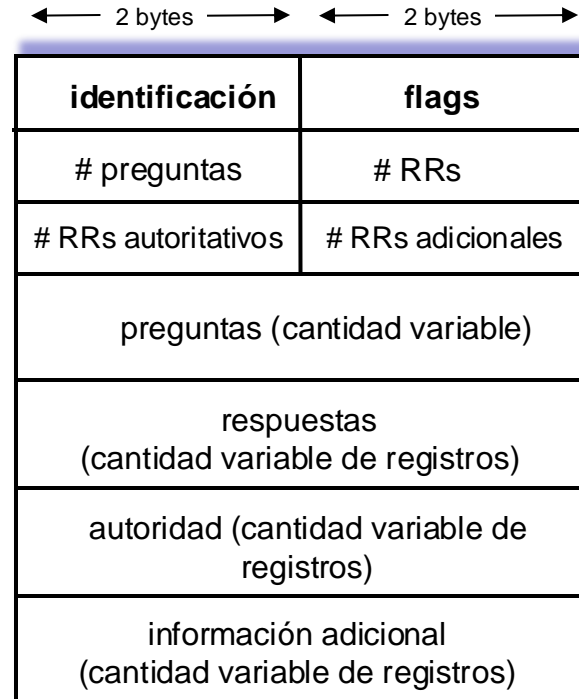 2 bytes 2 bytes
identificación flags
# preguntas # RRs
# RRs autoritativos # RRs adicionales
preguntas (cantidad variable)
respuestas
(cantidad variable de registros)
autoridad (cantidad variable de
registros)
información adicional
(cantidad variable de registros)